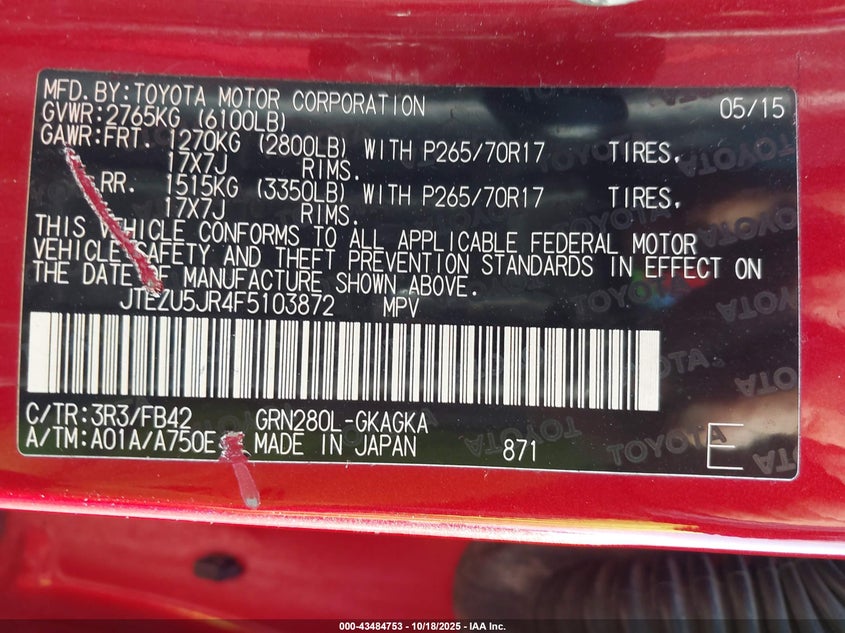 MFD.BY:TOYOTA MOTOR CORPORATION 05/15
GVWR:2765KG (6100LB)
GAWR:FRT. 1270KG (2800LB) WITH P265/70R17 TIRES,
17X7J RIMS.
RR. 1515KG (3350LB) WITH P265/70R17 TIRES,
17X7J RIMS.
THIS VEHICLE CONFORMS TO ALL APPLICABLE FEDERAL MOTOR
VEHICLE SAFETY AND THEFT PREVENTION STANDARDS IN EFFECT ON
THE DATE OF MANUFACTURE SHOWN ABOVE.
JTEZU5JR4F5103872 MPV
C/TR:3R3/FB42 GRN280L-GKAGKA
A/TM:A01A/A750E MADE IN JAPAN 871 E
000-43484753 - 10/18/2025 - IAA Inc.